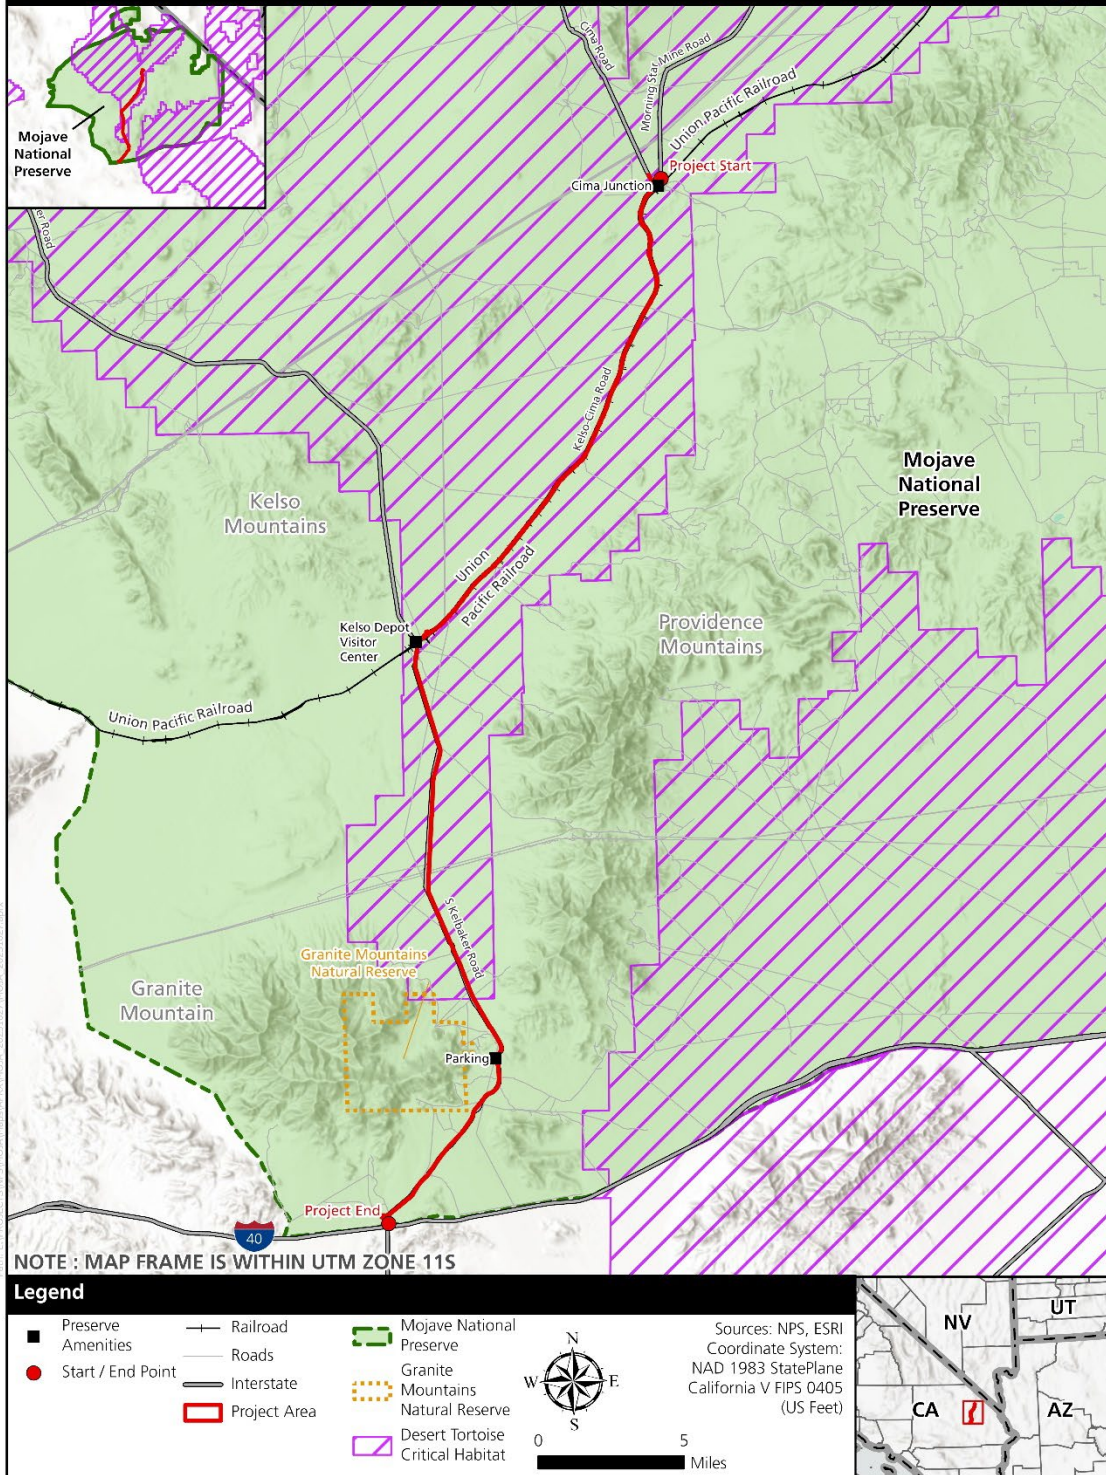 Mojave
National
Preserve
Cima Road
Morning Star Mine Road
Union Pacific Railroad
Project Start
Cima Junction
er Road
Kelso-Cima Road
Mojave
National
Preserve
Kelso
Mountains
Union
Pacific Railroad
Kelso Depot
Visitor
Center
Providence
Mountains
Union Pacific Railroad
S Kelbaker Road
Granite Mountains
Natural Reserve
Granite
Mountain
Parking
Project End
40
NOTE : MAP FRAME IS WITHIN UTM ZONE 11S
Legend
Preserve
Amenities
Start / End Point
Railroad
Roads
Interstate
Project Area
Mojave National
Preserve
Granite
Mountains
Natural Reserve
Desert Tortoise
Critical Habitat
N
W E
S
0 5
Miles
Sources: NPS, ESRI
Coordinate System:
NAD 1983 StatePlane
California V FIPS 0405
(US Feet)
NV
UT
CA
AZ